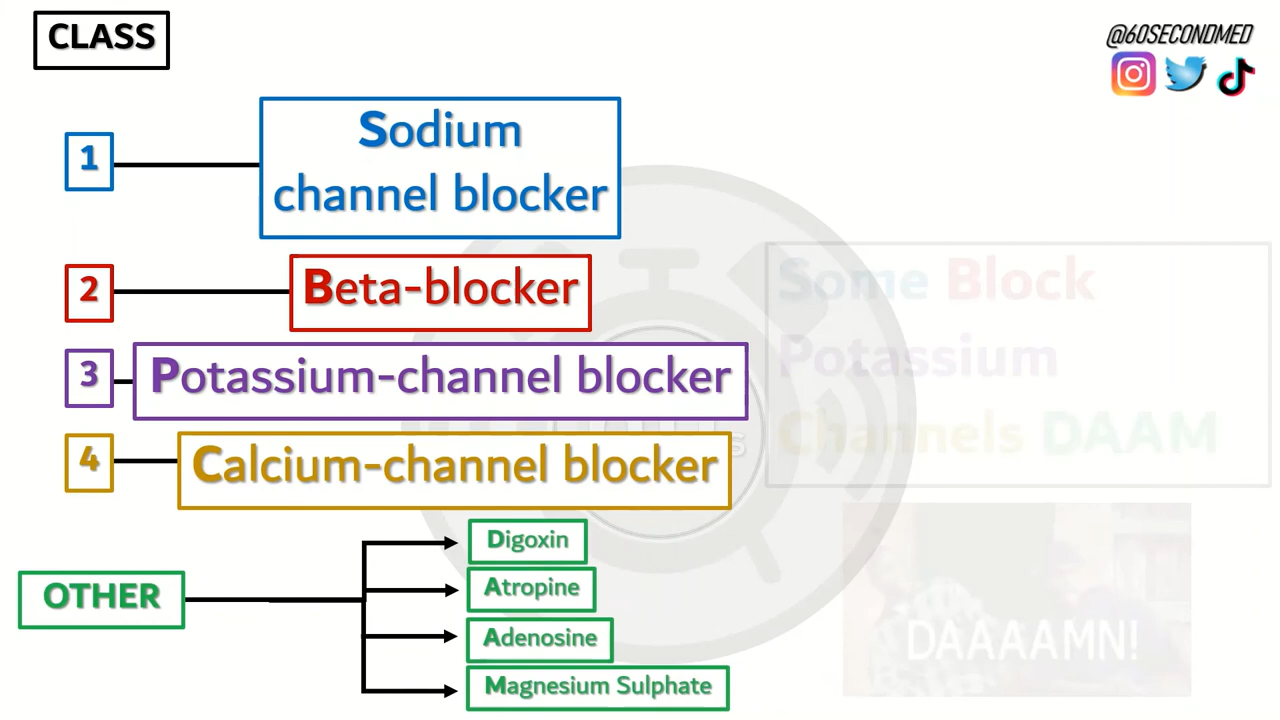 CLASS
@60SECONDMED
1
Sodium
channel blocker
2
Beta-blocker
3
Potassium-channel blocker
4
Calcium-channel blocker
Some Block
Potassium
Channels DAAM
OTHER
Digoxin
Atropine
Adenosine
Magnesium Sulphate
DAAAAMN!